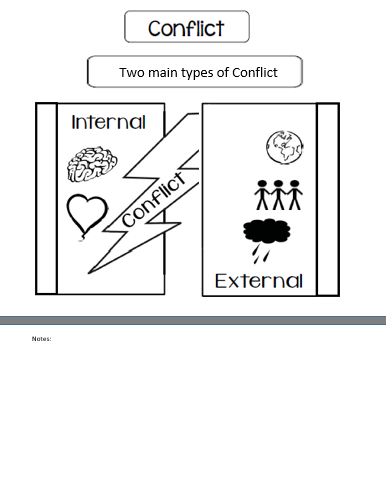 Conflict
Two main types of Conflict
Internal
Conflict
External
Notes: